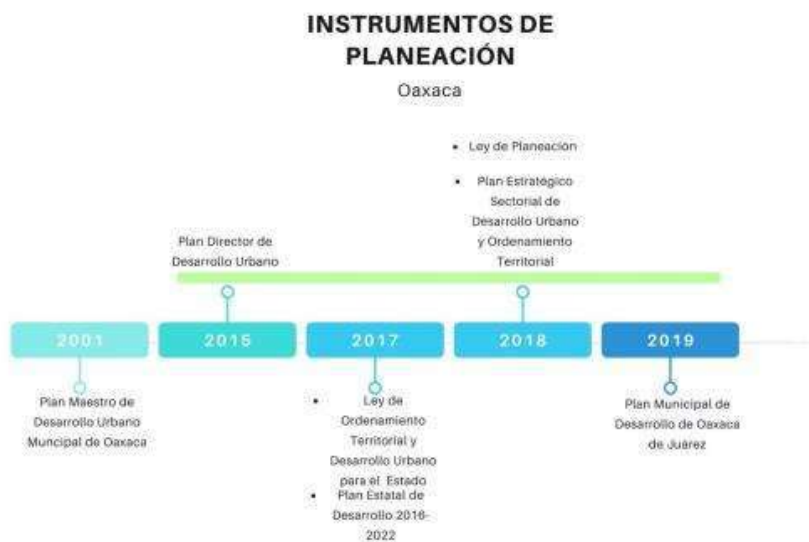 INSTRUMENTOS DE
PLANEACIÓN
Oaxaca
• Ley de Planeación
• Plan Estratégico
Sectorial de
Desarrollo Urbano
y Ordenamiento
Territorial
Plan Director de
Desarrollo Urbano
2001
2015
2017
2018
2019
Plan Maestro de
Desarrollo Urbano
Muncipal de Oaxaca
• Ley de
Ordenamiento
Territorial y
Desarrollo Urbano
para el Estado
• Plan Estatal de
Desarrollo 2016-
2022
Plan Municipal de
Desarrollo de Oaxaca
de Juárez